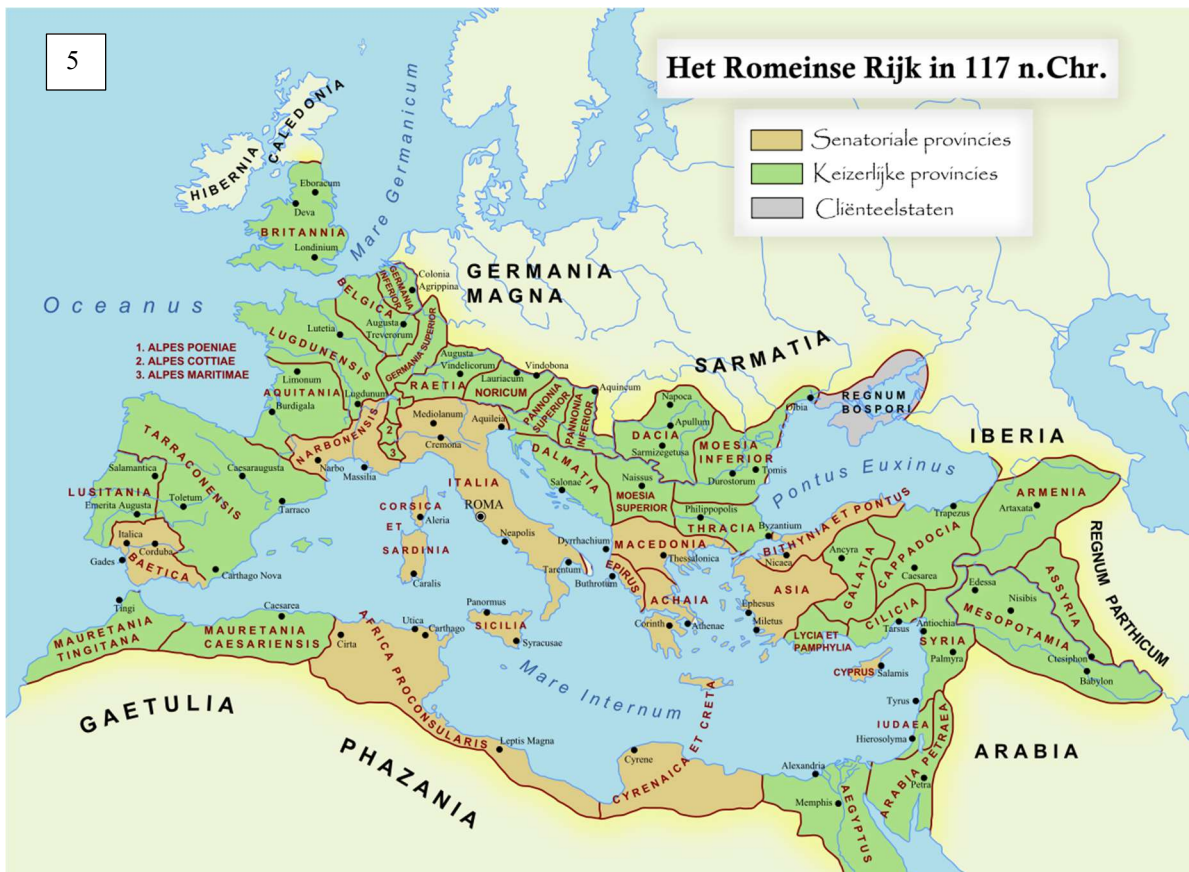 5
Het Romeinse Rijk in 117 n.Chr.
Senatoriale provincies
Keizerlijke provincies
Cliënteelstaten
HIBERNIA
CALEDONIA
Mare Germanicum
Eboracum
Deva
BRITANNIA
Londinium
Oceanus
GERMANIA
MAGNA
SARMATIA
GERMANIA
INFERIOR
Colonia
Agrippina
BELGICA
Augusta
Treverorum
Lutetia
LUGDUNENSIS
GERMANIA SUPERIOR
1. ALPES POENIAE
2. ALPES COTTIAE
3. ALPES MARITIMAE
Limonum
AQUITANIA
Burdigala
Lugdunum
Augusta
Vindelicorum
RAETIA
Lauriacum
NORICUM
Vindobona
PANNONIA
SUPERIOR
PANNONIA
INFERIOR
Aquincum
1
2
3
NARBONENSIS
Narbo
Massilia
Mediolanum
Cremona
Aquileia
ITALIA
ROMA
Neapolis
Tarentum
Napoca
Apullum
DACIA
Sarmizegetusa
MOESIA
INFERIOR
Tomis
Durostorum
Olbia
REGNUM
BOSPORI
IBERIA
Pontus Euxinus
DALMATIA
Salonae
Naissus
MOESIA
SUPERIOR
Philippopolis
THRACIA
Byzantium
Dyrrhachium
MACEDONIA
Thessalonica
Buthrotum
EPIRUS
ACHAIA
Corinth
Athenae
TARRACONENSIS
Salamantica
Caesaraugusta
LUSITANIA
Toletum
Emerita Augusta
Tarraco
Italica
Corduba
Gades
BAETICA
Carthago Nova
CORSICA
ET
SARDINIA
Aleria
Caralis
Panormus
SICILIA
Syracusae
BITHYNIA ET PONTUS
Nicaea
ASIA
Ephesus
Miletus
Ancyra
GALATIA
CAPPADOCIA
Caesarea
Trapezus
LYCIA ET
PAMPHYLIA
CILICIA
Tarsus
ARMENIA
Artaxata
REGNUM PARTHICUM
ASSYRIA
Edessa
Nisibis
MESOPOTAMIA
Ctesiphon
Babylon
Antiochia
SYRIA
Palmyra
CYPRUS
Salamis
Tyrus
IUDAEA
Hierosolyma
ARABIA PETRAEA
Petra
ARABIA
Tingi
MAURETANIA
TINGITANA
Caesarea
MAURETANIA
CAESARIENSIS
Cirta
Utica
Carthago
AFRICA PROCONSULARIS
Leptis Magna
Mare Internum
Cyrene
CYRENAICA ET CRETA
Alexandria
Memphis
AEGYPTUS
GAETULIA
PHAZANIA